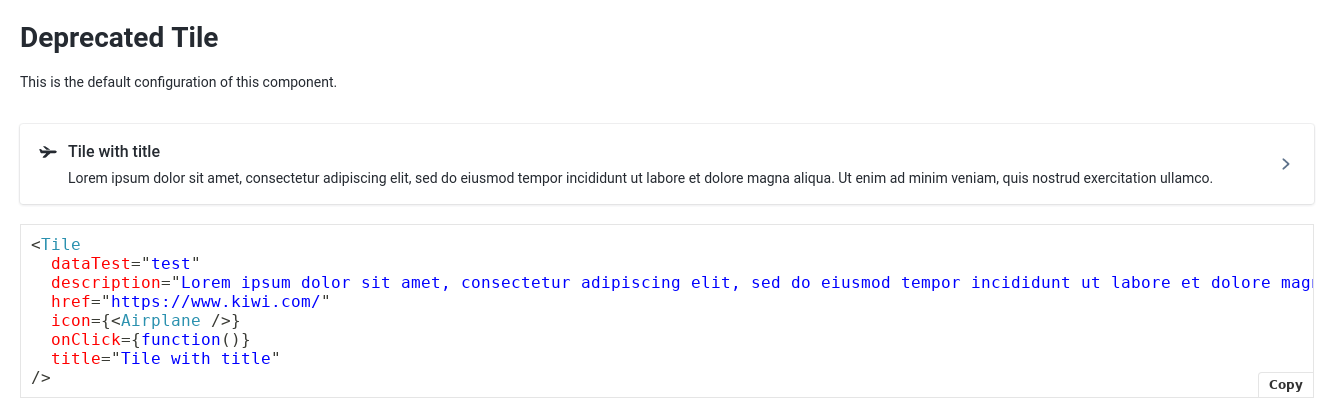 Deprecated Tile
This is the default configuration of this component.
Tile with title
Lorem ipsum dolor sit amet, consectetur adipiscing elit, sed do eiusmod tempor incididunt ut labore et dolore magna aliqua. Ut enim ad minim veniam, quis nostrud exercitation ullamco.
<Tile
  dataTest="test"
  description="Lorem ipsum dolor sit amet, consectetur adipiscing elit, sed do eiusmod tempor incididunt ut labore et dolore magn
  href="https://www.kiwi.com/"
  icon={<Airplane />}
  onClick={function()}
  title="Tile with title"
/>
Copy